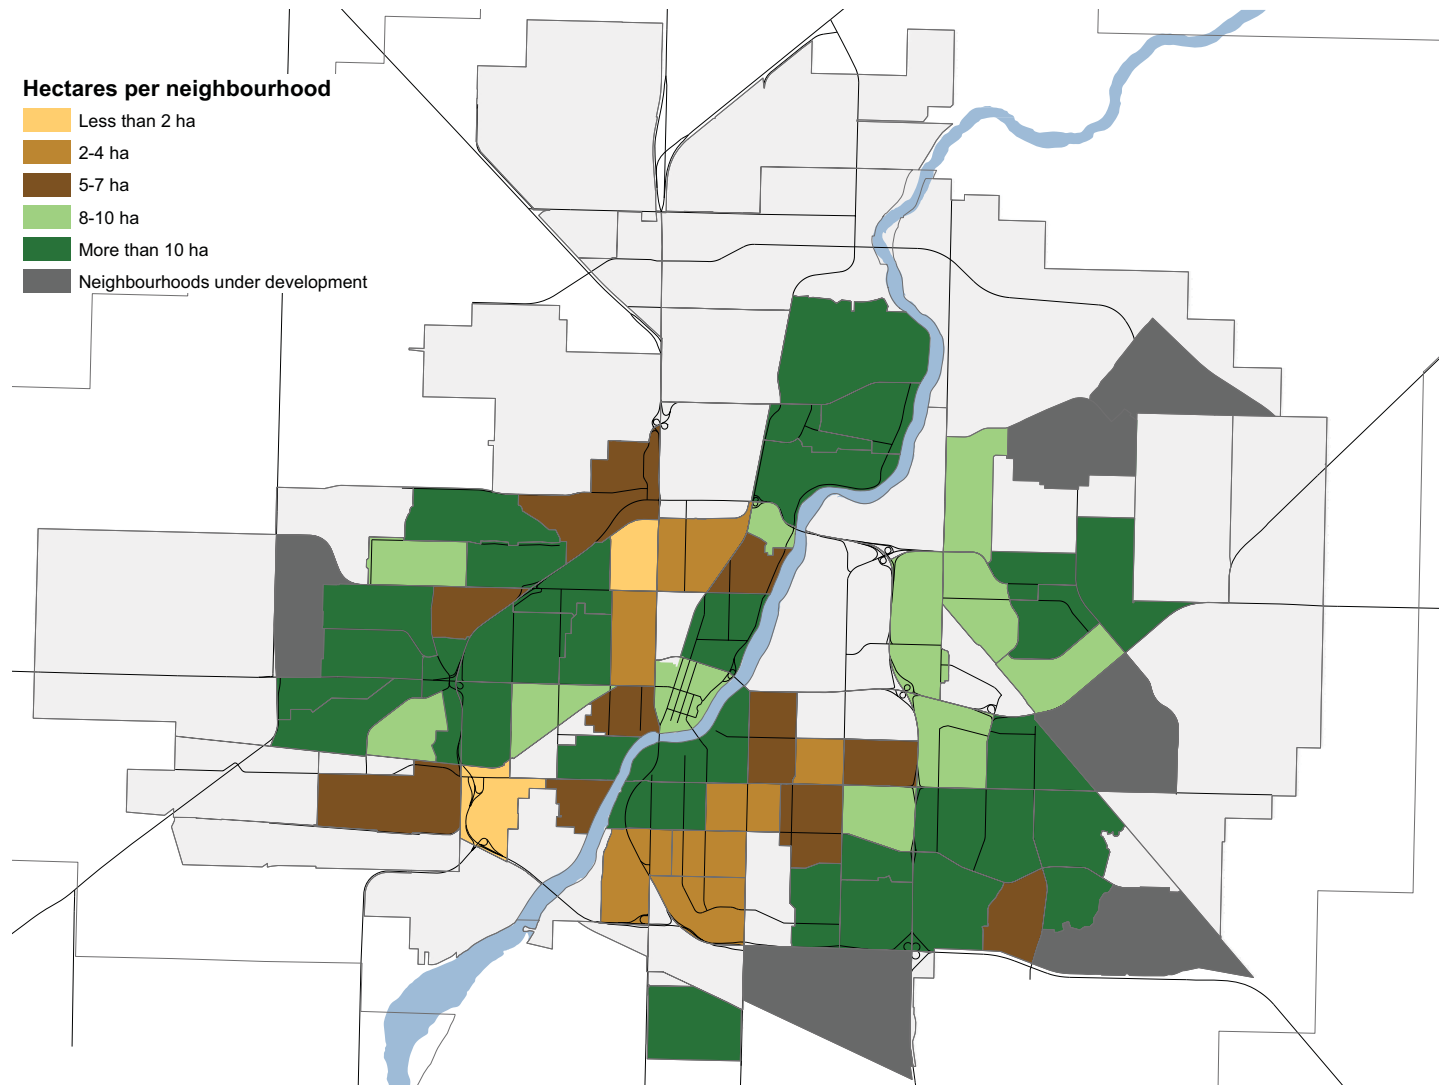 Hectares per neighbourhood
Less than 2 ha
2-4 ha
5-7 ha
8-10 ha
More than 10 ha
Neighbourhoods under development